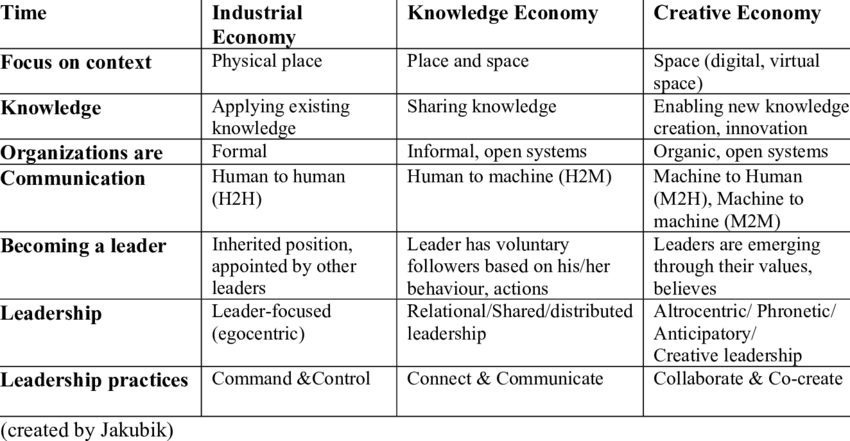 Time Industrial Economy Knowledge Economy Creative Economy
Focus on context Physical place Place and space Space (digital, virtual space)
Knowledge Applying existing knowledge Sharing knowledge Enabling new knowledge creation, innovation
Organizations are Formal Informal, open systems Organic, open systems
Communication Human to human (H2H) Human to machine (H2M) Machine to Human (M2H), Machine to machine (M2M)
Becoming a leader Inherited position, appointed by other leaders Leader has voluntary followers based on his/her behaviour, actions Leaders are emerging through their values, believes
Leadership Leader-focused (egocentric) Relational/Shared/distributed leadership Altrocentric/ Phronetic/ Anticipatory/ Creative leadership
Leadership practices Command &Control Connect & Communicate Collaborate & Co-create
(created by Jakubik)